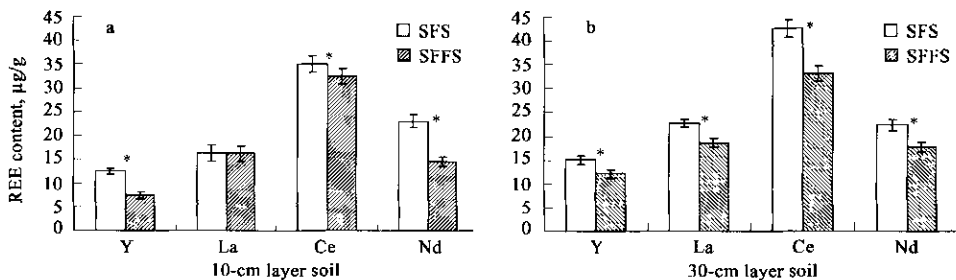 REE content, µg/g
45
40
35
30
25
20
15
10
5
0
a
SFS
SFFS
*
*
*
Y La Ce Nd
10-cm layer soil
45
40
35
30
25
20
15
10
5
0
b
SFS
SFFS
*
*
*
*
Y La Ce Nd
30-cm layer soil